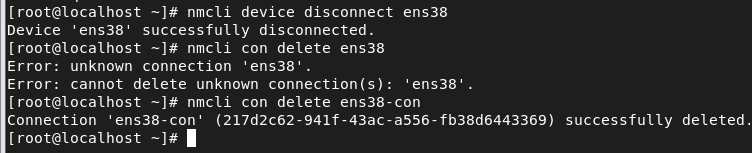 [root@localhost ~]# nmcli device disconnect ens38
Device 'ens38' successfully disconnected.
[root@localhost ~]# nmcli con delete ens38
Error: unknown connection 'ens38'.
Error: cannot delete unknown connection(s): 'ens38'.
[root@localhost ~]# nmcli con delete ens38-con
Connection 'ens38-con' (217d2c62-941f-43ac-a556-fb38d6443369) successfully deleted.
[root@localhost ~]#